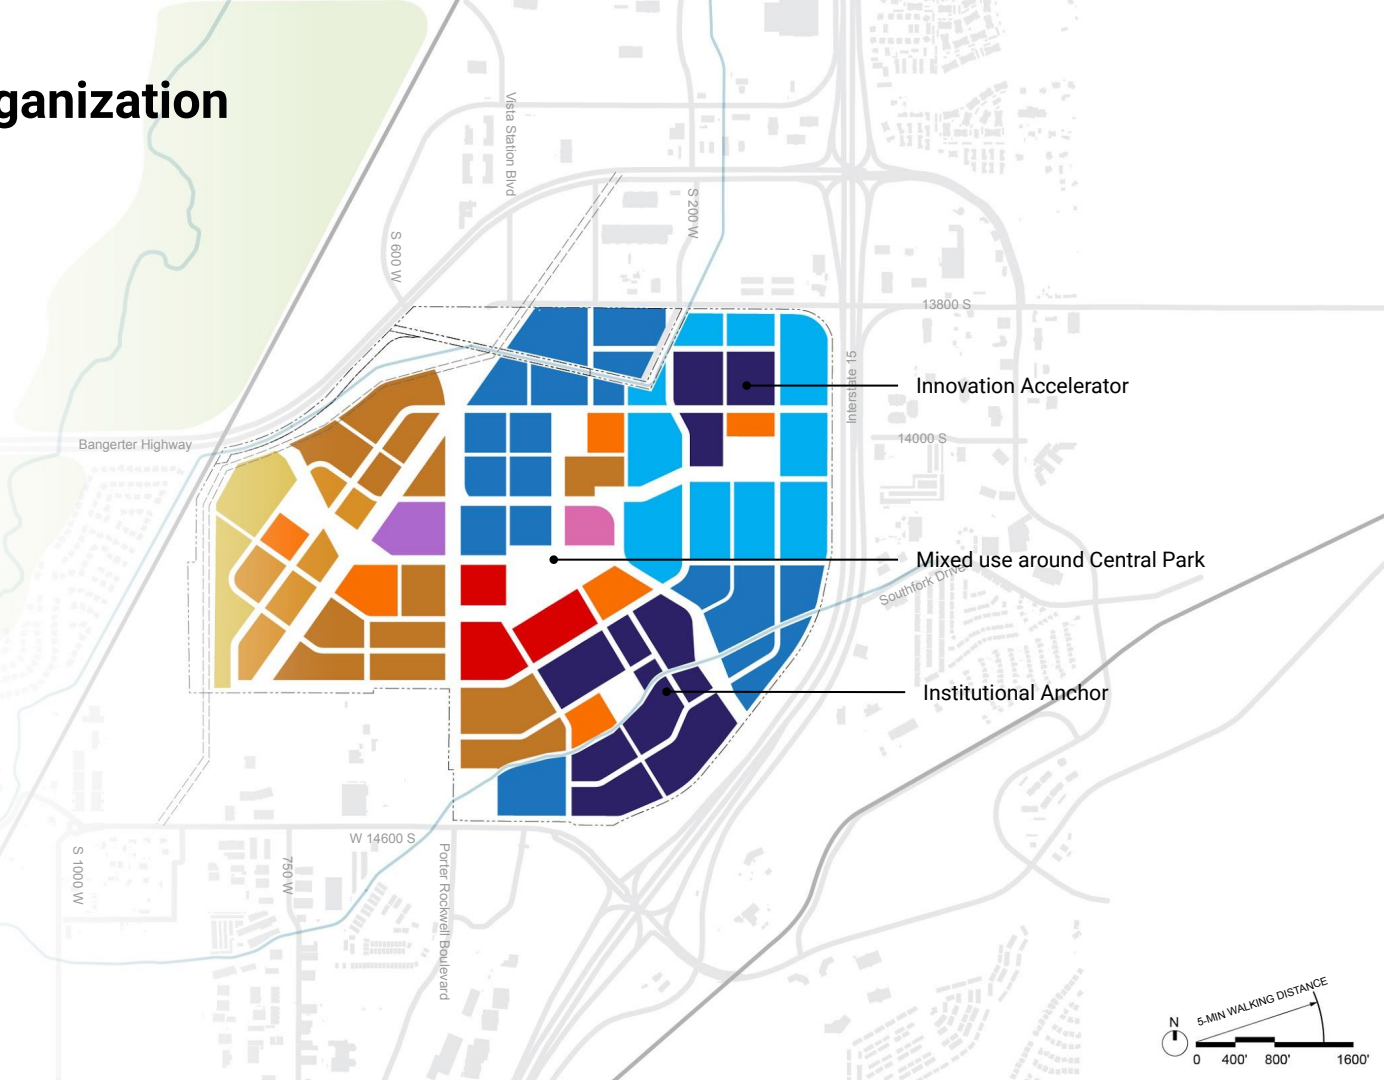 ganization
Vista Station Blvd
S 200 W
S 600 W
13800 S
Interstate 15
Innovation Accelerator
14000 S
Bangerter Highway
Mixed use around Central Park
Southfork Drive
Institutional Anchor
W 14600 S
S 1000 W
750 W
Porter Rockwell Boulevard
5-MIN WALKING DISTANCE
N
0 400' 800' 1600'